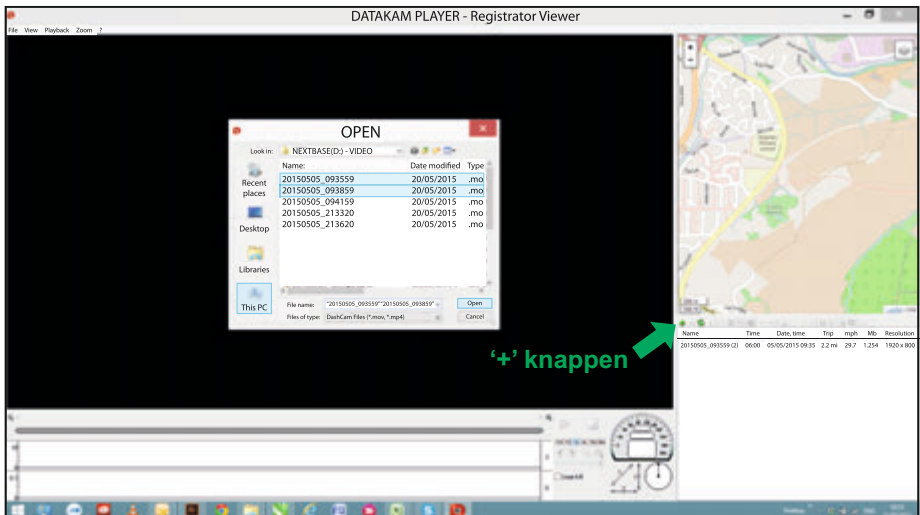 DATAKAM PLAYER - Registrator Viewer
File View Playback Zoom ?
OPEN
Look in: NEXTBASE(D:) - VIDEO
Name: Date modified Type
20150505_093559 20/05/2015 .mo
20150505_093859 20/05/2015 .mo
20150505_094159 20/05/2015 .mo
20150505_213320 20/05/2015 .mo
20150505_213620 20/05/2015 .mo
Recent places
Desktop
Libraries
This PC
File name: "20150505_093559""20150505_093859" Open
Files of type: DashCam Files (*.mov, *.mp4) Cancel
'+' knappen
Name Time Date, time Trip mph Mb Resolution
20150505_093559 (2) 06:00 05/05/2015 09:35 2.2 mi 29.7 1.254 1920 x 800